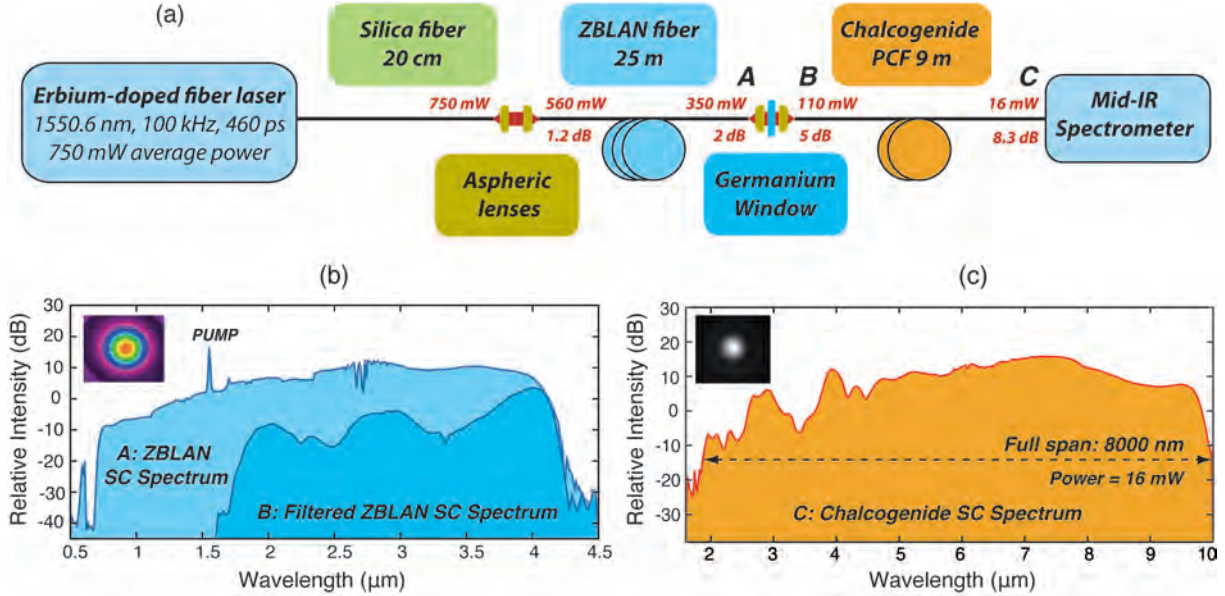 (a)
Silica fiber
20 cm
ZBLAN fiber
25 m
Chalcogenide
PCF 9 m
Erbium-doped fiber laser
1550.6 nm, 100 kHz, 460 ps
750 mW average power
750 mW
560 mW
1.2 dB
350 mW
2 dB
A
B
110 mW
5 dB
C
16 mW
8.3 dB
Mid-IR
Spectrometer
Aspheric
lenses
Germanium
Window
(b)
Relative Intensity (dB)
30
20
10
0
-10
-20
-30
-40
PUMP
A: ZBLAN
SC Spectrum
B: Filtered ZBLAN SC Spectrum
0.5 1 1.5 2 2.5 3 3.5 4 4.5
Wavelength (μm)
(c)
Relative Intensity (dB)
30
20
10
0
-10
-20
-30
Full span: 8000 nm
Power = 16 mW
C: Chalcogenide SC Spectrum
2 3 4 5 6 7 8 9 10
Wavelength (μm)